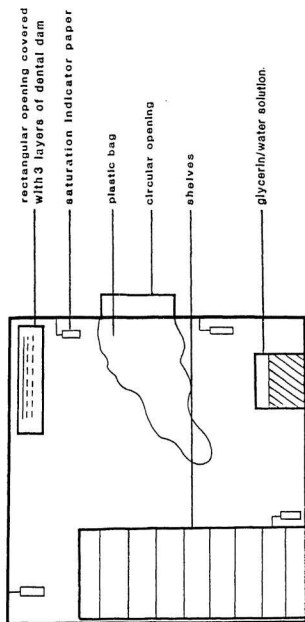 rectangular opening covered
with 3 layers of dental dam
saturation indicator paper
plastic bag
circular opening
shelves
glycerin/water solution